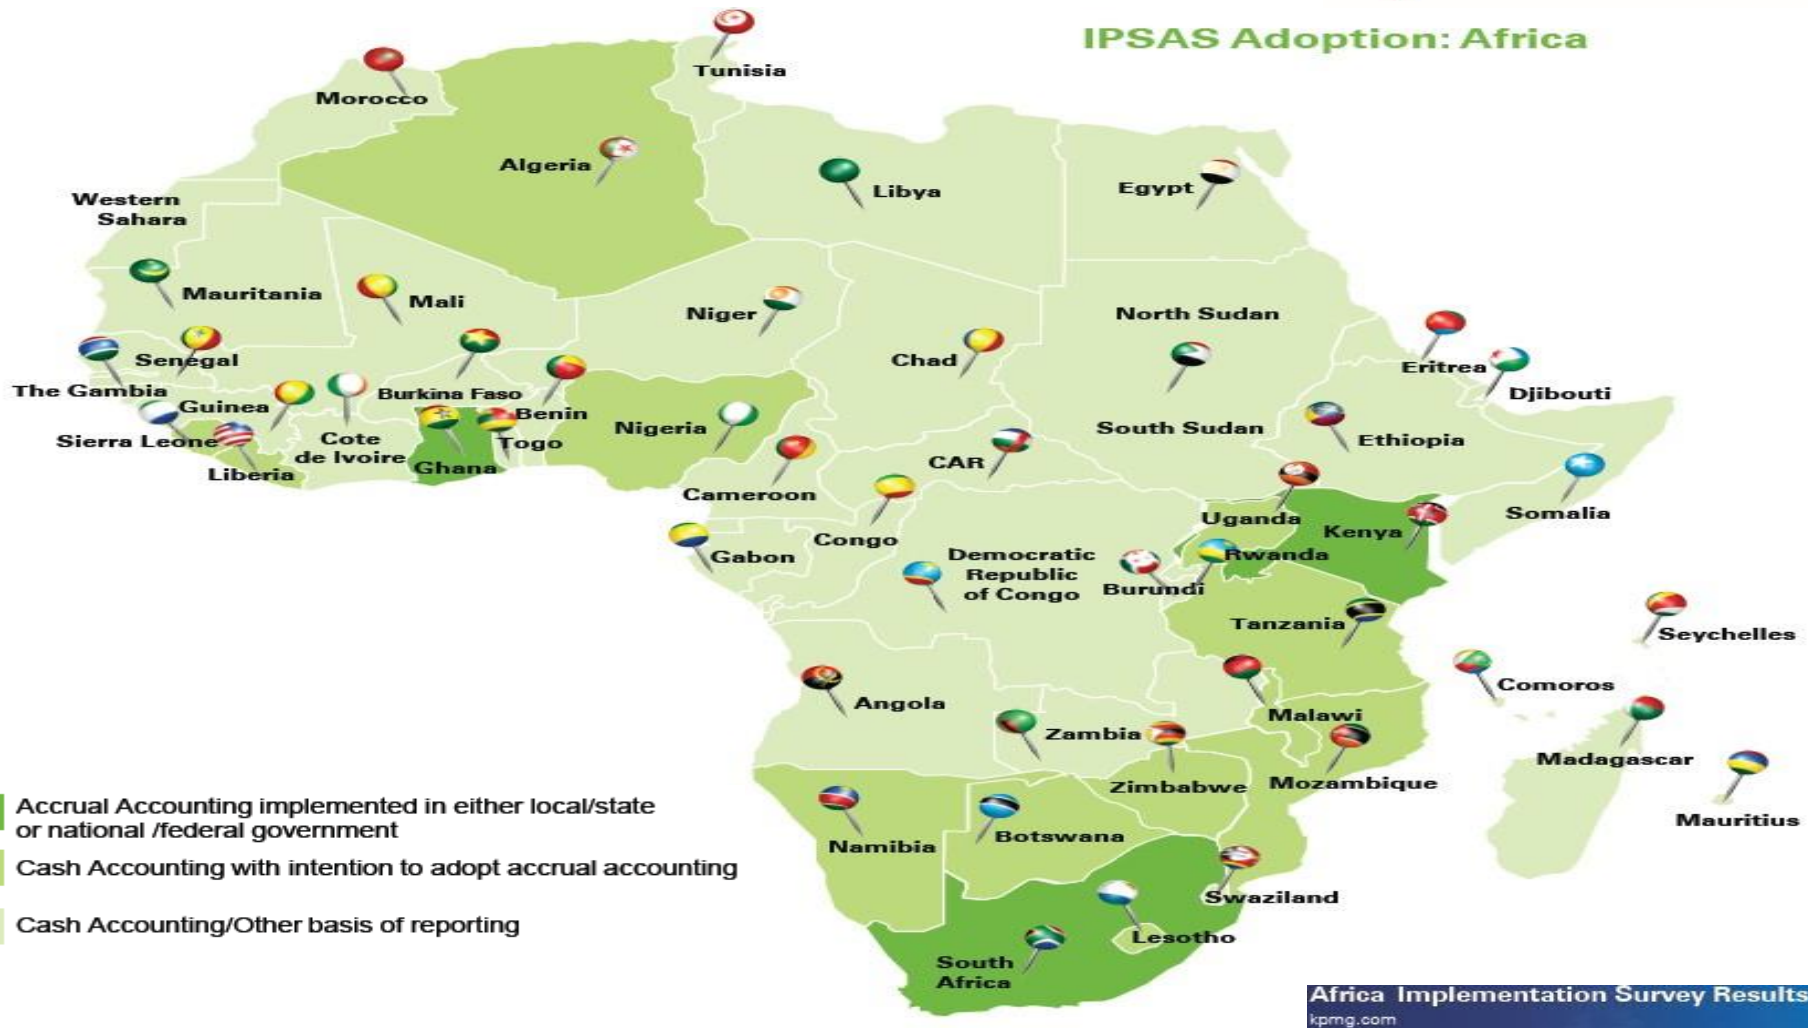 IPSAS Adoption: Africa
Tunisia
Morocco
Algeria
Libya
Egypt
Western
Sahara
Mauritania
Mali
Niger
Chad
North Sudan
Eritrea
Djibouti
Senegal
The Gambia
Guinea
Burkina Faso
Benin
Togo
Sierra Leone
Liberia
Cote
de Ivoire
Ghana
Nigeria
Cameroon
CAR
South Sudan
Ethiopia
Somalia
Gabon
Congo
Democratic
Republic
of Congo
Uganda
Kenya
Rwanda
Burundi
Tanzania
Seychelles
Comoros
Angola
Zambia
Malawi
Madagascar
Mauritius
Zimbabwe
Mozambique
Namibia
Botswana
Swaziland
Lesotho
South
Africa
Accrual Accounting implemented in either local/state
or national /federal government
Cash Accounting with intention to adopt accrual accounting
Cash Accounting/Other basis of reporting
Africa Implementation Survey Results
kpmg.com